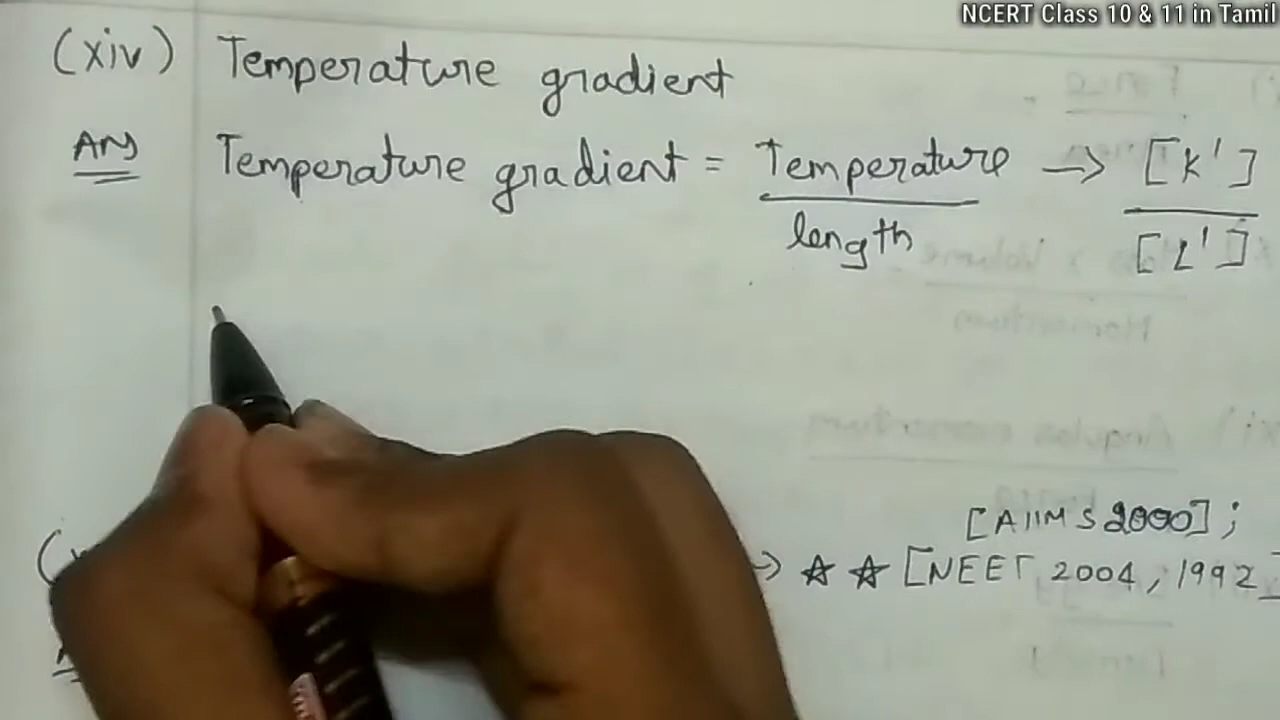 NCERT Class 10 & 11 in Tamil
(xiv) Temperature gradient
Ans Temperature gradient = Temperature / length → [K¹] / [L¹]
[AIIMS 2000];
→ ☆ ☆ [NEET 2004, 1992]